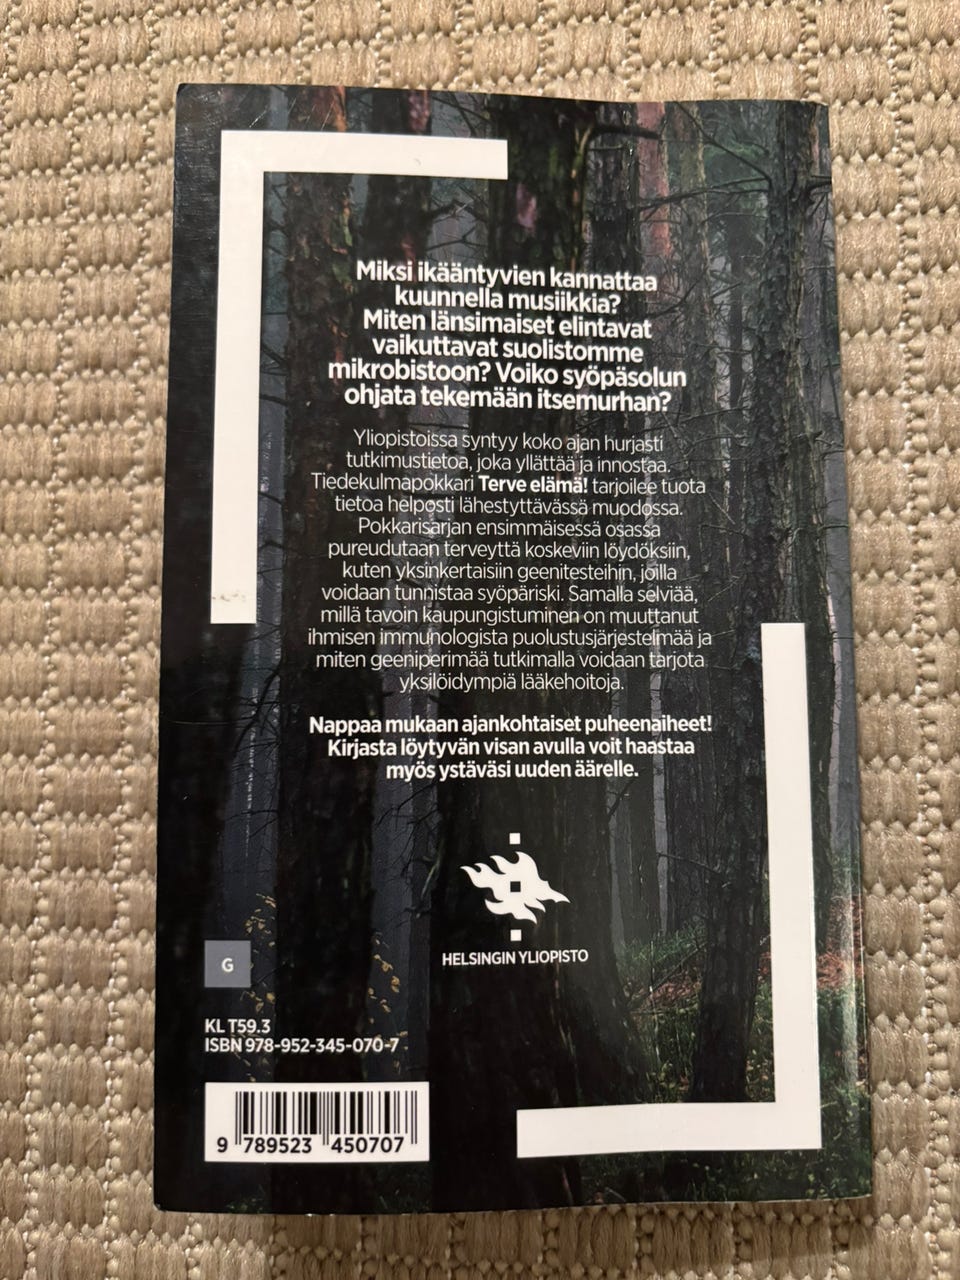 Miksi ikääntyvien kannattaa
kuunnella musiikkia?
Miten länsimaiset elintavat
vaikuttavat suolistomme
mikrobistoon? Voiko syöpäsolun
ohjata tekemään itsemurhan?
Yliopistoissa syntyy koko ajan hurjasti
tutkimustietoa, joka yllättää ja innostaa.
Tiedekulmapokkari Terve elämä! tarjoilee tuota
tietoa helposti lähestyttävässä muodossa.
Pokkarisarjan ensimmäisessä osassa
pureudutaan terveyttä koskeviin löydöksiin,
kuten yksinkertaisiin geenitesteihin, joilla
voidaan tunnistaa syöpäriski. Samalla selviää,
millä tavoin kaupungistuminen on muuttanut
ihmisen immunologista puolustusjärjestelmää ja
miten geeniperimää tutkimalla voidaan tarjota
yksilöidympiä lääkehoitoja.
Nappaa mukaan ajankohtaiset puheenaiheet!
Kirjasta löytyvän visan avulla voit haastaa
myös ystäväsi uuden äärelle.
HELSINGIN YLIOPISTO
G
KL T59.3
ISBN 978-952-345-070-7
9 789523 450707